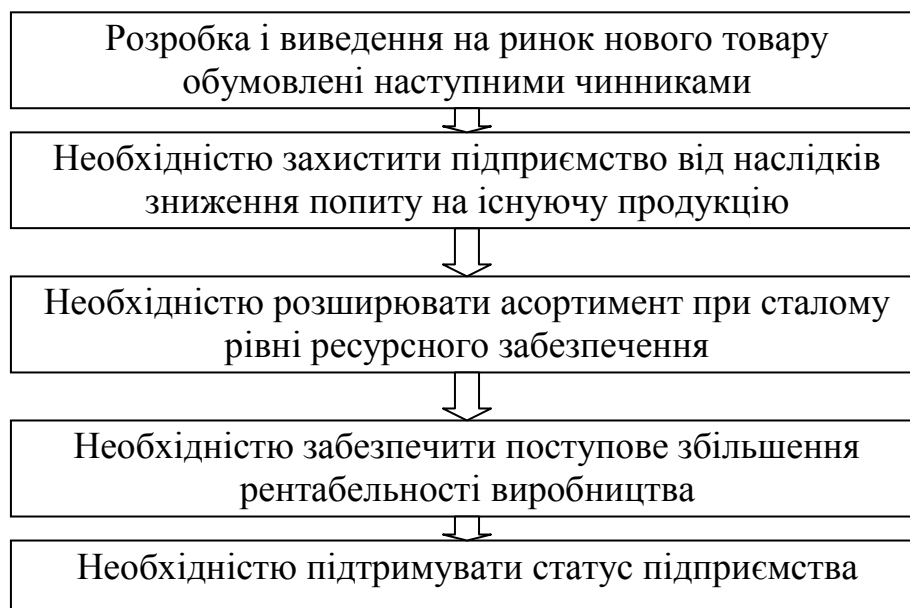 Розробка і виведення на ринок нового товару
обумовлені наступними чинниками
Необхідністю захистити підприємство від наслідків
зниження попиту на існуючу продукцію
Необхідністю розширювати асортимент при сталому
рівні ресурсного забезпечення
Необхідністю забезпечити поступове збільшення
рентабельності виробництва
Необхідністю підтримувати статус підприємства